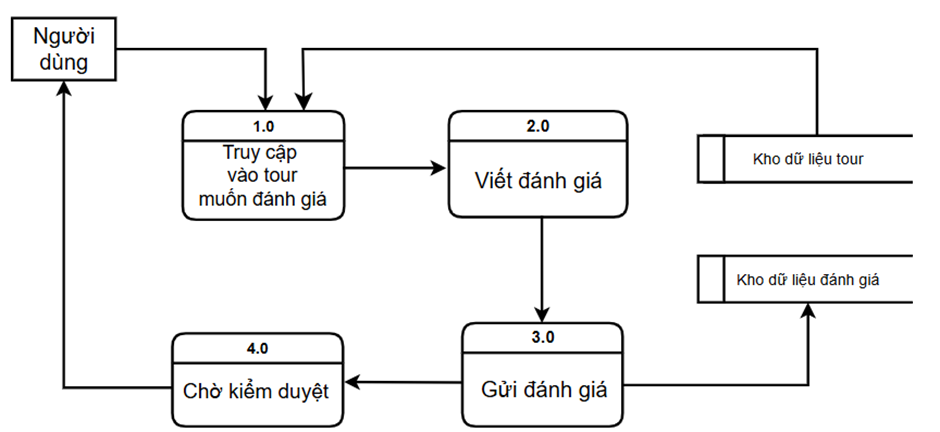 Người
dùng
1.0
Truy cập
vào tour
muốn đánh giá
2.0
Viết đánh giá
Kho dữ liệu tour
Kho dữ liệu đánh giá
3.0
Gửi đánh giá
4.0
Chờ kiểm duyệt